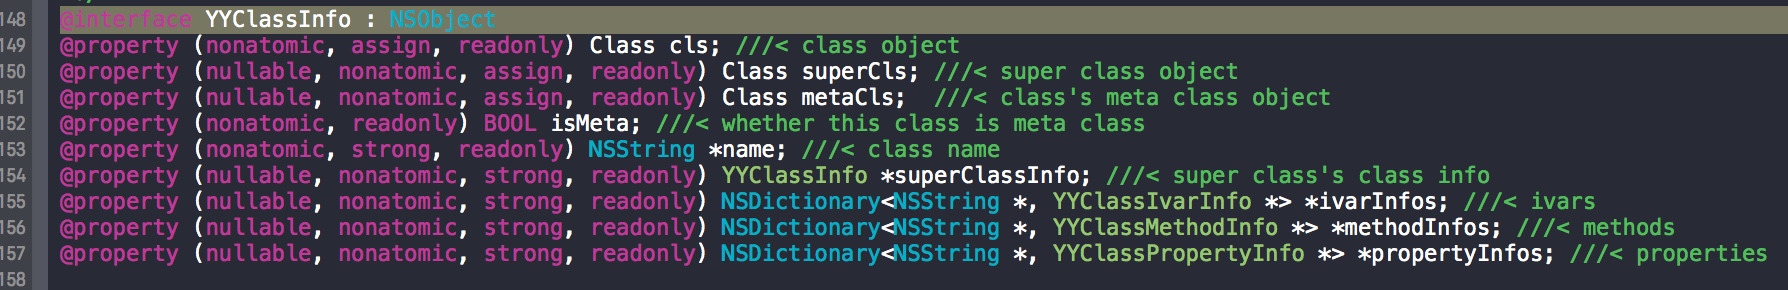 148 @interface YYClassInfo : NSObject
149 @property (nonatomic, assign, readonly) Class cls; ///< class object
150 @property (nullable, nonatomic, assign, readonly) Class superCls; ///< super class object
151 @property (nullable, nonatomic, assign, readonly) Class metaCls;  ///< class's meta class object
152 @property (nonatomic, readonly) BOOL isMeta; ///< whether this class is meta class
153 @property (nonatomic, strong, readonly) NSString *name; ///< class name
154 @property (nullable, nonatomic, strong, readonly) YYClassInfo *superClassInfo; ///< super class's class info
155 @property (nullable, nonatomic, strong, readonly) NSDictionary<NSString *, YYClassIvarInfo *> *ivarInfos; ///< ivars
156 @property (nullable, nonatomic, strong, readonly) NSDictionary<NSString *, YYClassMethodInfo *> *methodInfos; ///< methods
157 @property (nullable, nonatomic, strong, readonly) NSDictionary<NSString *, YYClassPropertyInfo *> *propertyInfos; ///< properties
158